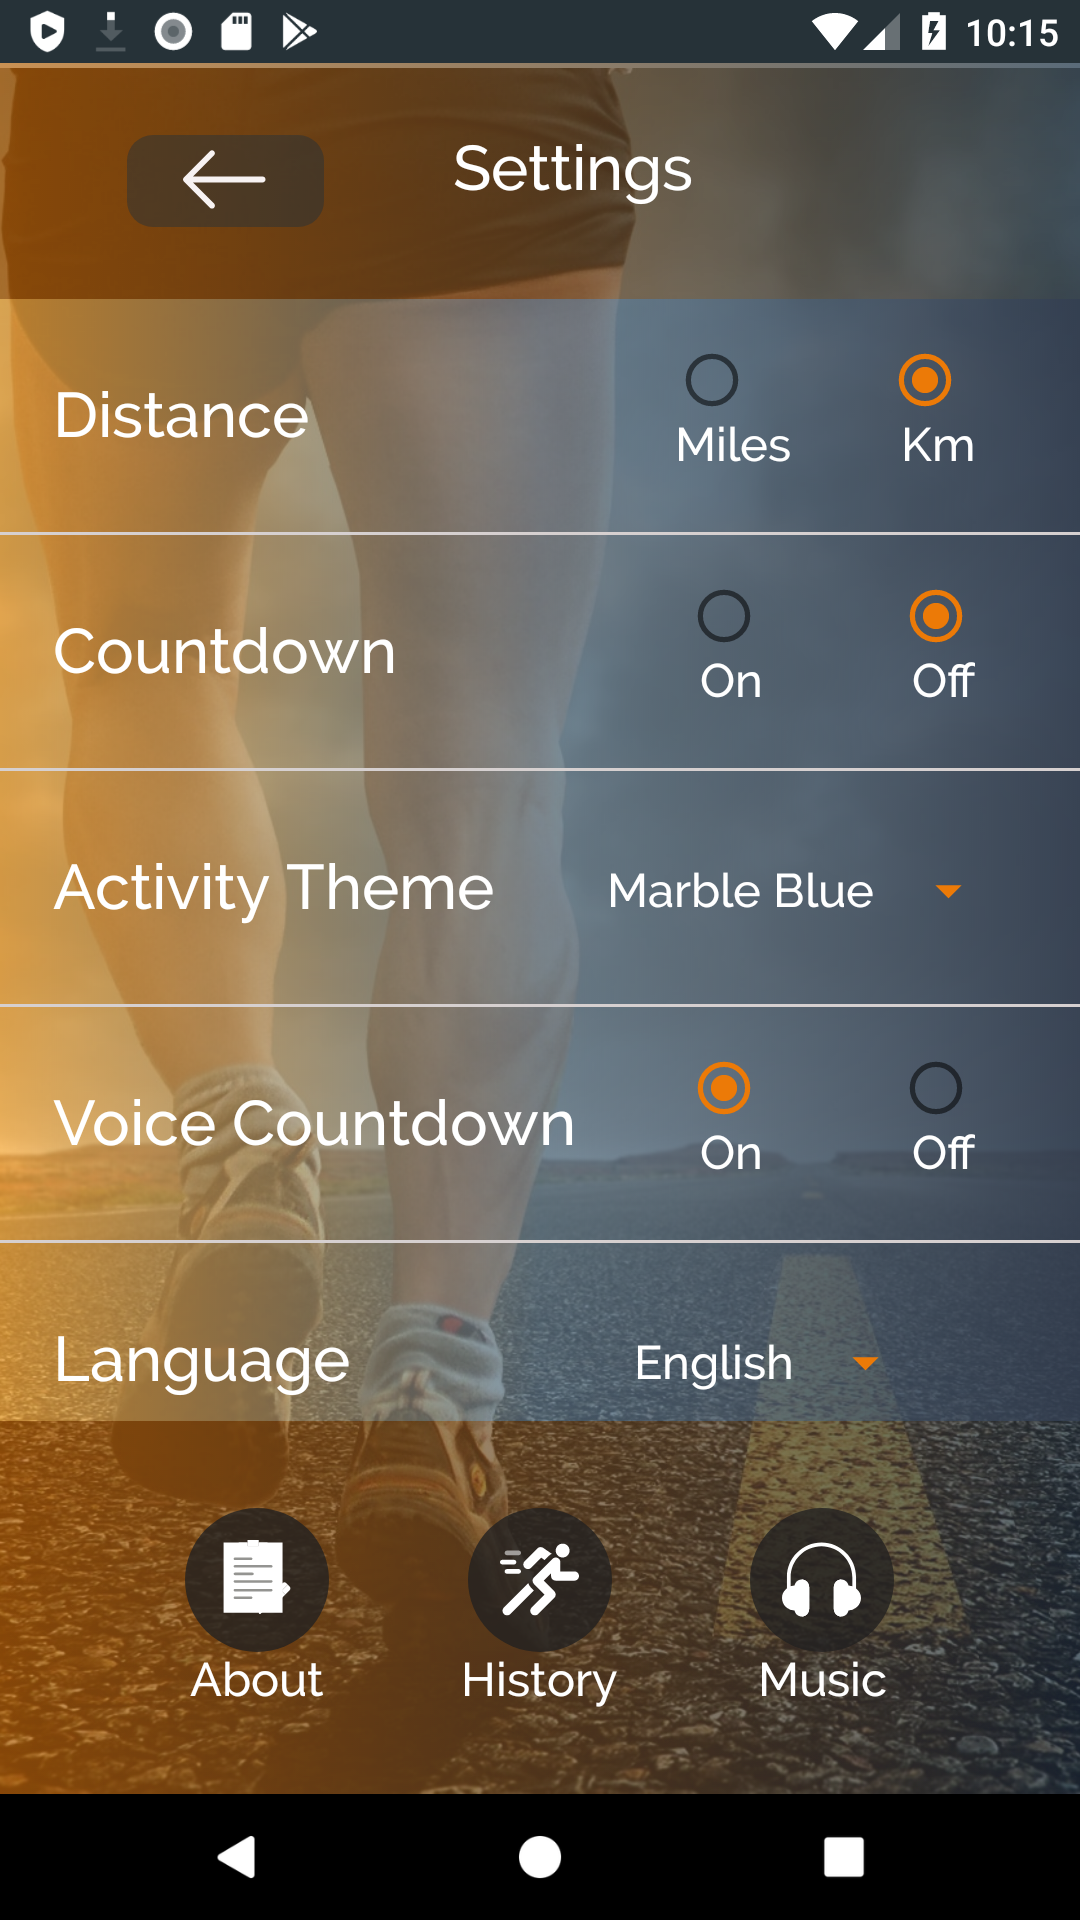 10:15
Settings
Distance
Miles Km
Countdown
On Off
Activity Theme Marble Blue
Voice Countdown
On Off
Language English
About History Music